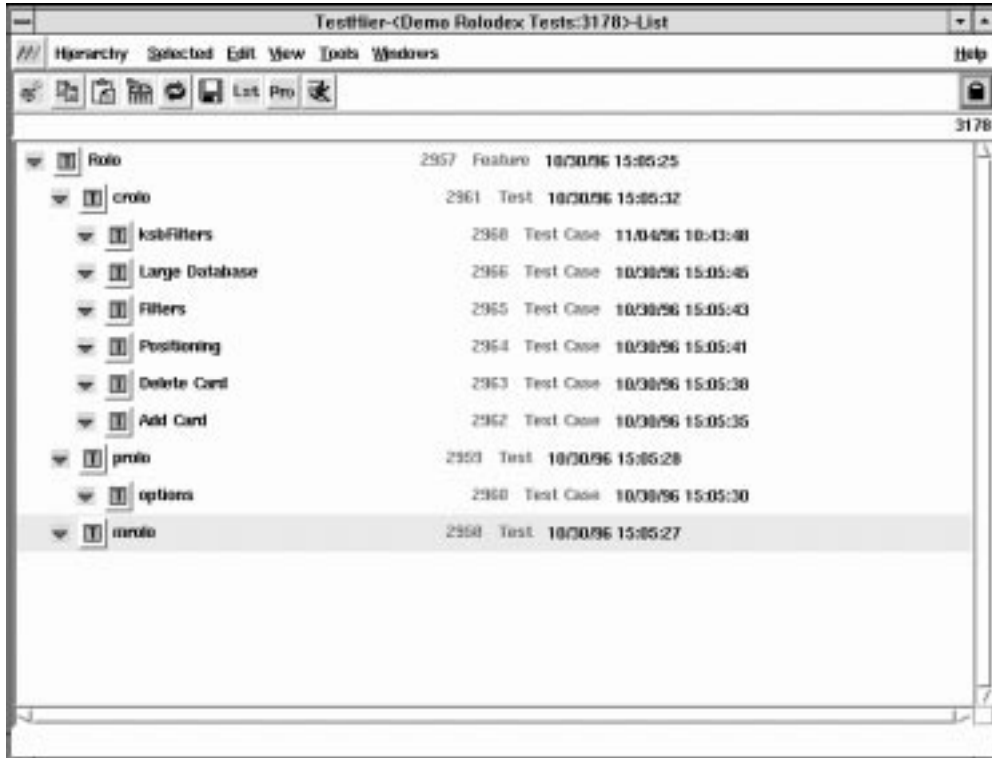 TestHier-<Demo Rolodex Tests:3178>-List
Hierarchy Selected Edit View Tools Windows Help
Lst Pro
3178
Rolo 2957 Feature 10/30/96 15:05:25
crolo 2961 Test 10/30/96 15:05:32
ksbFilters 2968 Test Case 11/04/96 10:43:48
Large Database 2966 Test Case 10/30/96 15:05:45
Filters 2965 Test Case 10/30/96 15:05:43
Positioning 2964 Test Case 10/30/96 15:05:41
Delete Card 2963 Test Case 10/30/96 15:05:38
Add Card 2962 Test Case 10/30/96 15:05:35
prolo 2959 Test 10/30/96 15:05:28
options 2960 Test Case 10/30/96 15:05:30
mrolo 2958 Test 10/30/96 15:05:27